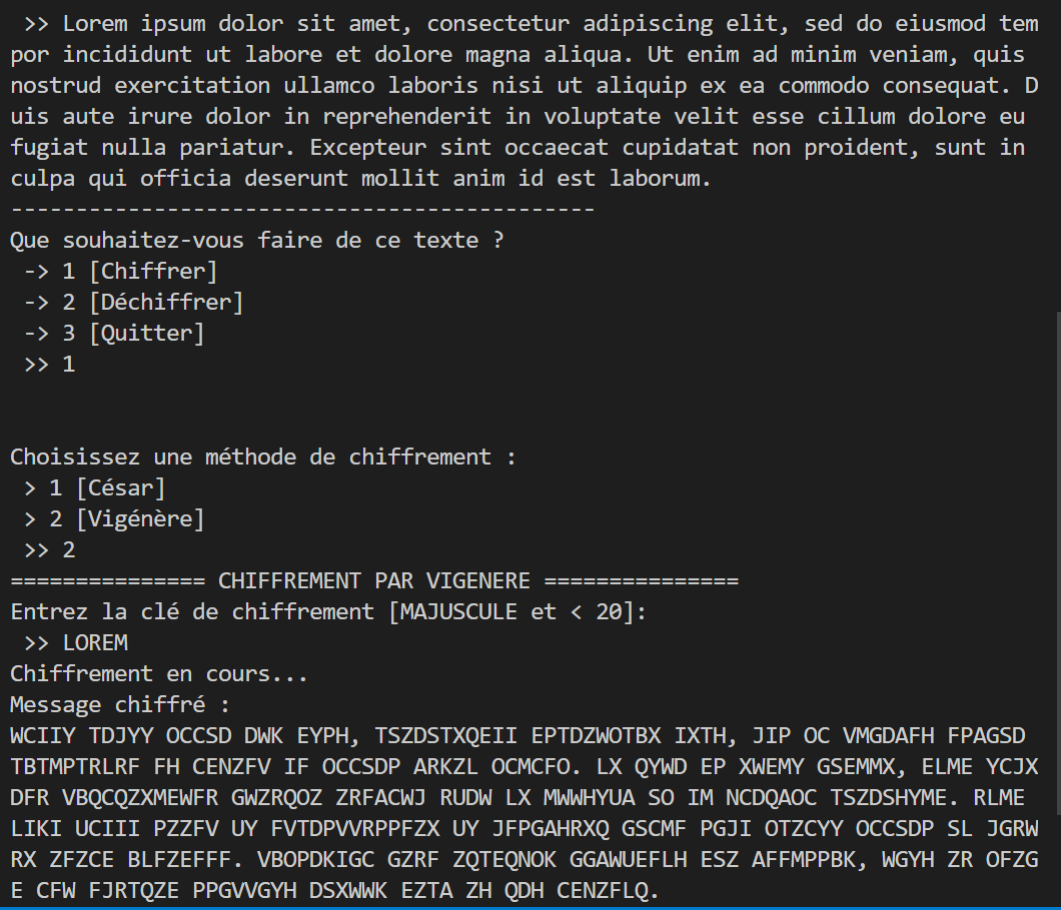 >> Lorem ipsum dolor sit amet, consectetur adipiscing elit, sed do eiusmod tem
por incididunt ut labore et dolore magna aliqua. Ut enim ad minim veniam, quis
nostrud exercitation ullamco laboris nisi ut aliquip ex ea commodo consequat. D
uis aute irure dolor in reprehenderit in voluptate velit esse cillum dolore eu
fugiat nulla pariatur. Excepteur sint occaecat cupidatat non proident, sunt in
culpa qui officia deserunt mollit anim id est laborum.
---------------------------------------------
Que souhaitez-vous faire de ce texte ?
-> 1 [Chiffrer]
-> 2 [Déchiffrer]
-> 3 [Quitter]
>> 1
Choisissez une méthode de chiffrement :
> 1 [César]
> 2 [Vigénère]
>> 2
=============== CHIFFREMENT PAR VIGENERE ===============
Entrez la clé de chiffrement [MAJUSCULE et < 20]:
>> LOREM
Chiffrement en cours...
Message chiffré :
WCIIY TDJYY OCCSD DWK EYPH, TSZDSTXQEII EPTDZWOTBX IXTH, JIP OC VMGDAFH FPAGSD
TBTMPTRLRF FH CENZFV IF OCCSDP ARKZL OCMCFO. LX QYWD EP XWEMY GSEMMX, ELME YCJX
DFR VBQCQZXMEWFR GWZRQOZ ZRFACWJ RUDW LX MWWHYUA SO IM NCDQAOC TSZDSHYME. RLME
LIKI UCIII PZZFV UY FVTDPVVRPPFZX UY JFPGAHRXQ GSCMF PGJI OTZCYY OCCSDP SL JGRW
RX ZFZCE BLFZEFFF. VBOPDKIGC GZRF ZQTEQNOK GGAWUEFLH ESZ AFFMPPBK, WGYH ZR OFZG
E CFW FJRTQZE PPGVVGYH DSXWWK EZTA ZH QDH CENZFLQ.